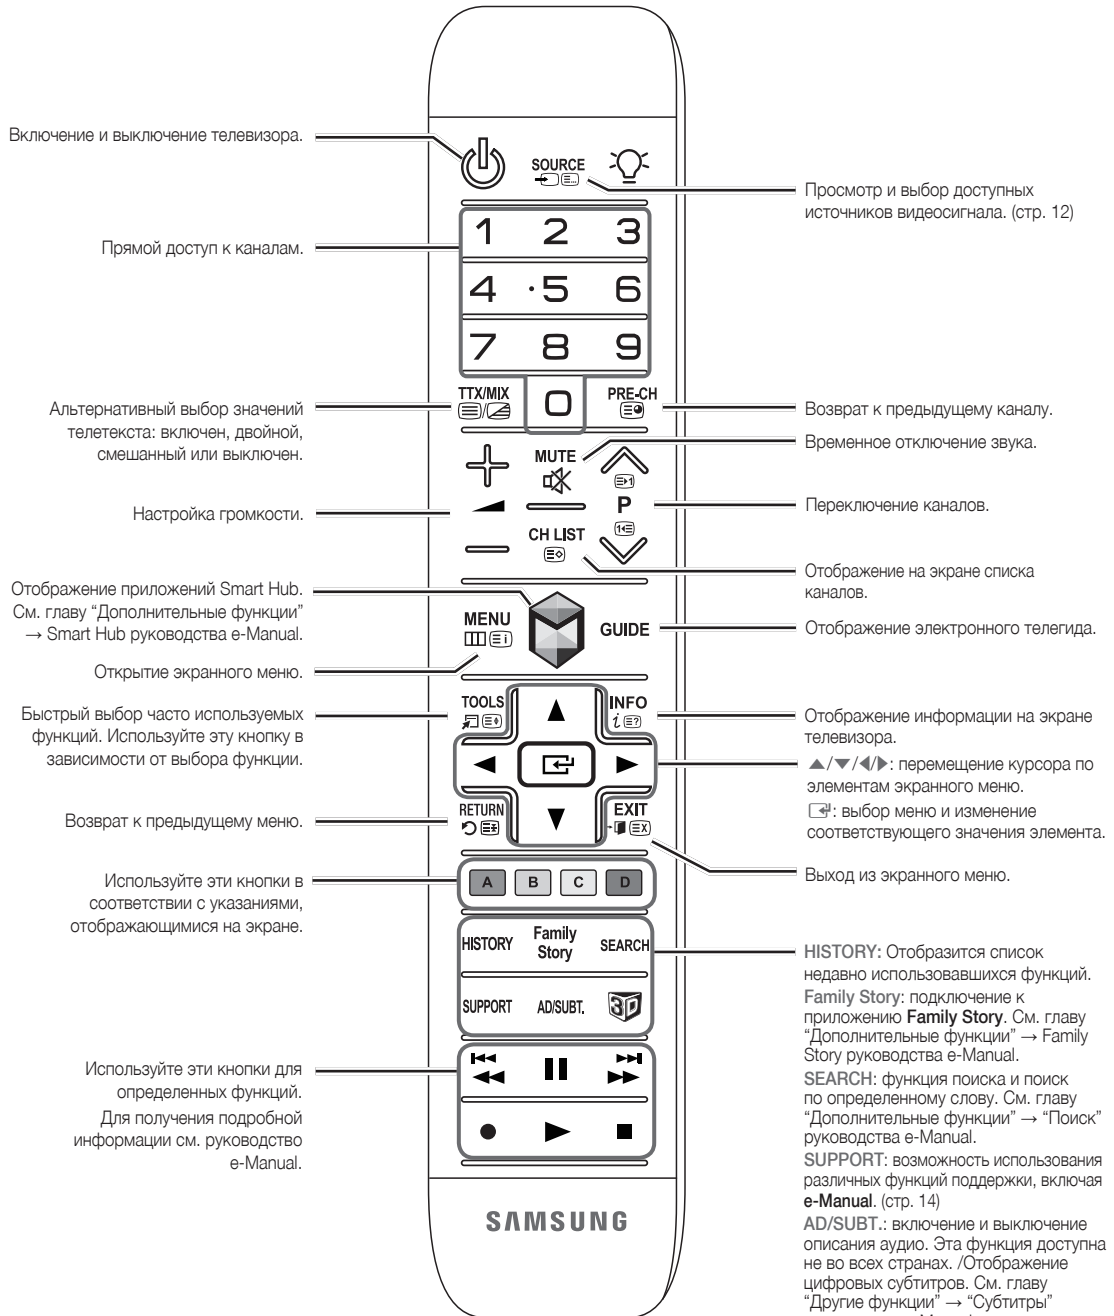 Включение и выключение телевизора.
SOURCE
Просмотр и выбор доступных
источников видеосигнала. (стр. 12)
1 2 3
Прямой доступ к каналам.
4 ·5 6
7 8 9
TTX/MIX
0
PRE-CH
Альтернативный выбор значений
телетекста: включен, двойной,
смешанный или выключен.
Возврат к предыдущему каналу.
Временное отключение звука.
MUTE
P
Настройка громкости.
Переключение каналов.
CH LIST
Отображение на экране списка
каналов.
Отображение приложений Smart Hub.
См. главу “Дополнительные функции”
→ Smart Hub руководства e-Manual.
MENU
GUIDE
Отображение электронного телегида.
Открытие экранного меню.
TOOLS
INFO
Быстрый выбор часто используемых
функций. Используйте эту кнопку в
зависимости от выбора функции.
Отображение информации на экране
телевизора.
▲/▼/◀/▶: перемещение курсора по
элементам экранного меню.
: выбор меню и изменение
соответствующего значения элемента.
RETURN
EXIT
Возврат к предыдущему меню.
Выход из экранного меню.
A B C D
Используйте эти кнопки в
соответствии с указаниями,
отображающимися на экране.
HISTORY
Family
Story
SEARCH
SUPPORT
AD/SUBT.
3D
HISTORY: Отобразится список
недавно использовавшихся функций.
Family Story: подключение к
приложению Family Story. См. главу
“Дополнительные функции” → Family
Story руководства e-Manual.
SEARCH: функция поиска и поиск
по определенному слову. См. главу
“Дополнительные функции” → “Поиск”
руководства e-Manual.
SUPPORT: возможность использования
различных функций поддержки, включая
e-Manual. (стр. 14)
AD/SUBT.: включение и выключение
описания аудио. Эта функция доступна
не во всех странах. /Отображение
цифровых субтитров. См. главу
“Другие функции” → “Субтитры”
Используйте эти кнопки для
определенных функций.
Для получения подробной
информации см. руководство
e-Manual.
SAMSUNG